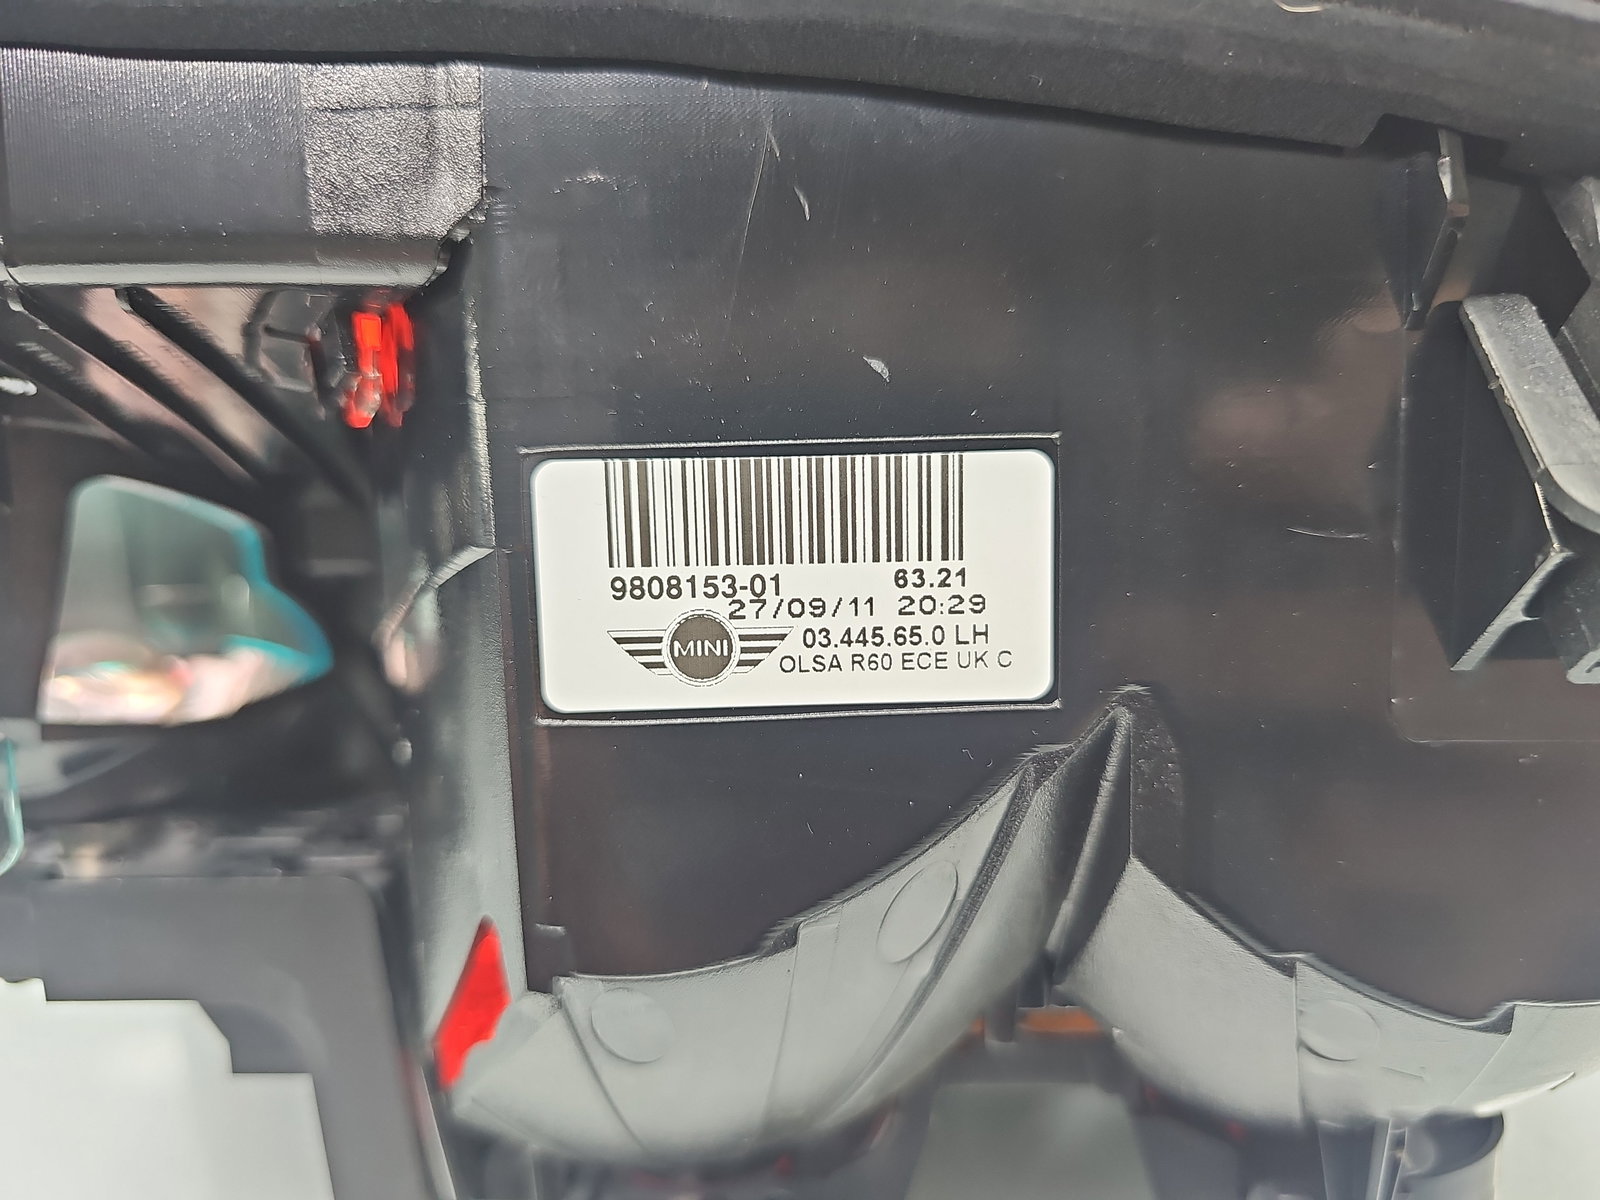 9808153-01 63.21
27/09/11 20:29
MINI 03.445.65.0 LH
OLSA R60 ECE UK C